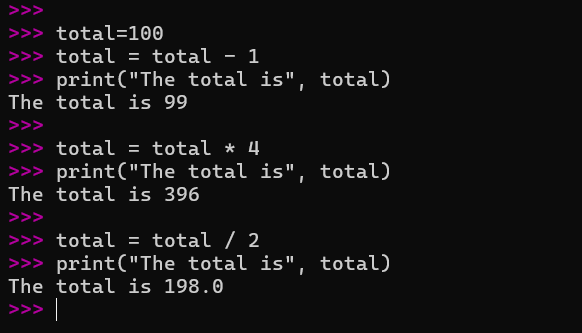 >>>
>>> total=100
>>> total = total - 1
>>> print("The total is", total)
The total is 99
>>>
>>> total = total * 4
>>> print("The total is", total)
The total is 396
>>>
>>> total = total / 2
>>> print("The total is", total)
The total is 198.0
>>>